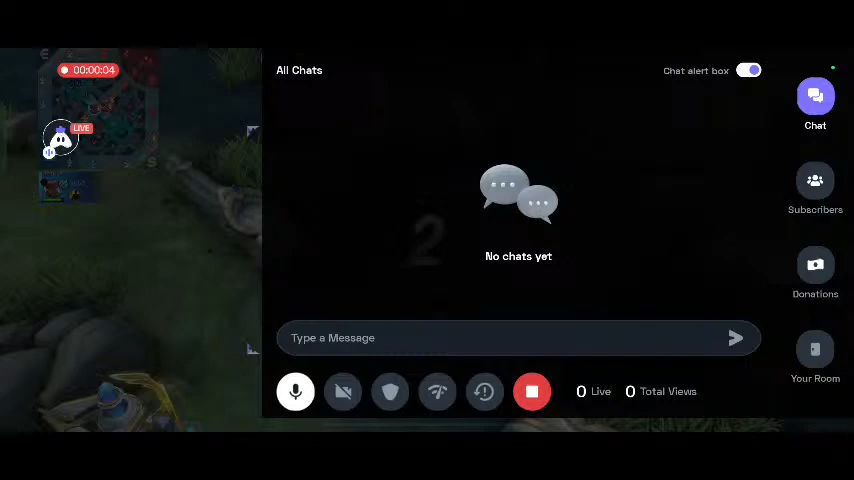 00:00:04
All Chats
Chat alert box
LIVE
Chat
Subscribers
2
No chats yet
Donations
Type a Message
Your Room
0 Live 0 Total Views